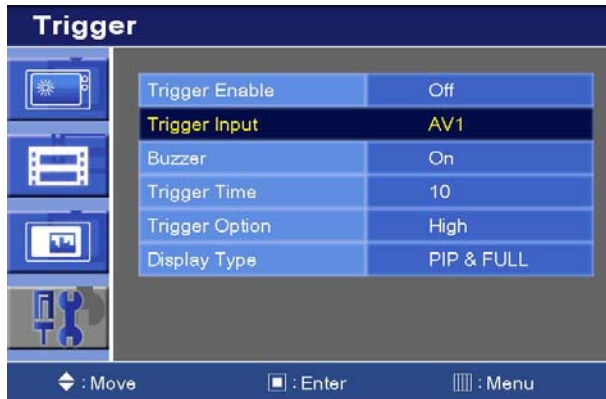 Trigger
Trigger Enable Off
Trigger Input AV1
Buzzer On
Trigger Time 10
Trigger Option High
Display Type PIP & FULL
: Move : Enter : Menu